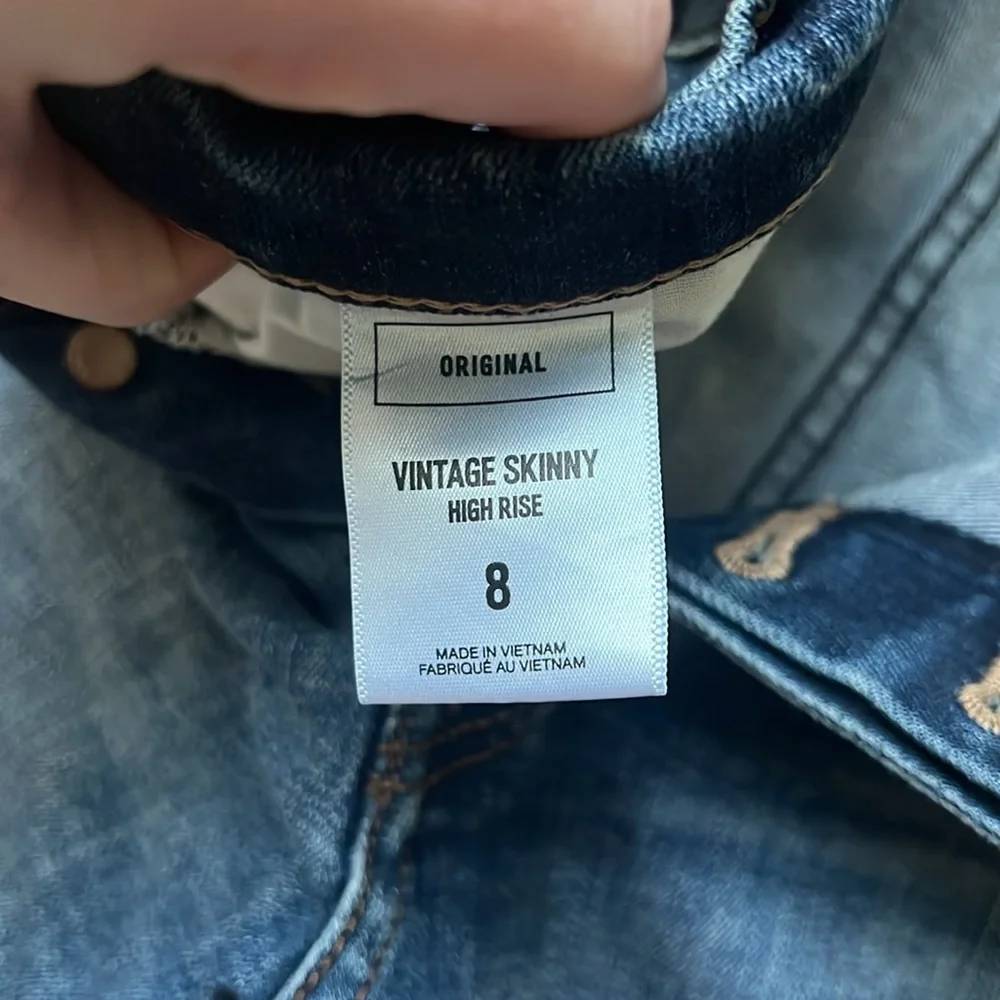 ORIGINAL
VINTAGE SKINNY
HIGH RISE
8
MADE IN VIETNAM
FABRIQUÉ AU VIETNAM